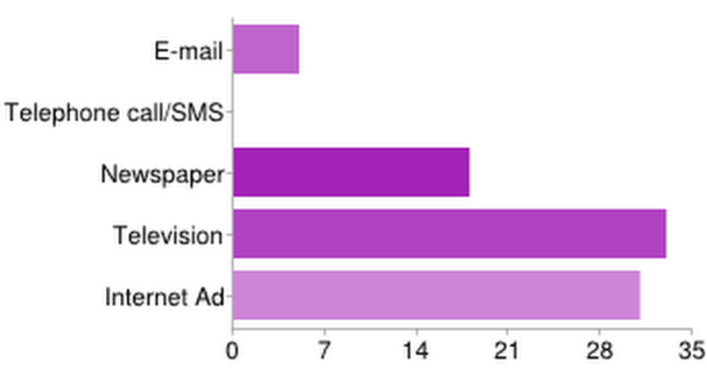 E-mail
Telephone call/SMS
Newspaper
Television
Internet Ad
0 7 14 21 28 35